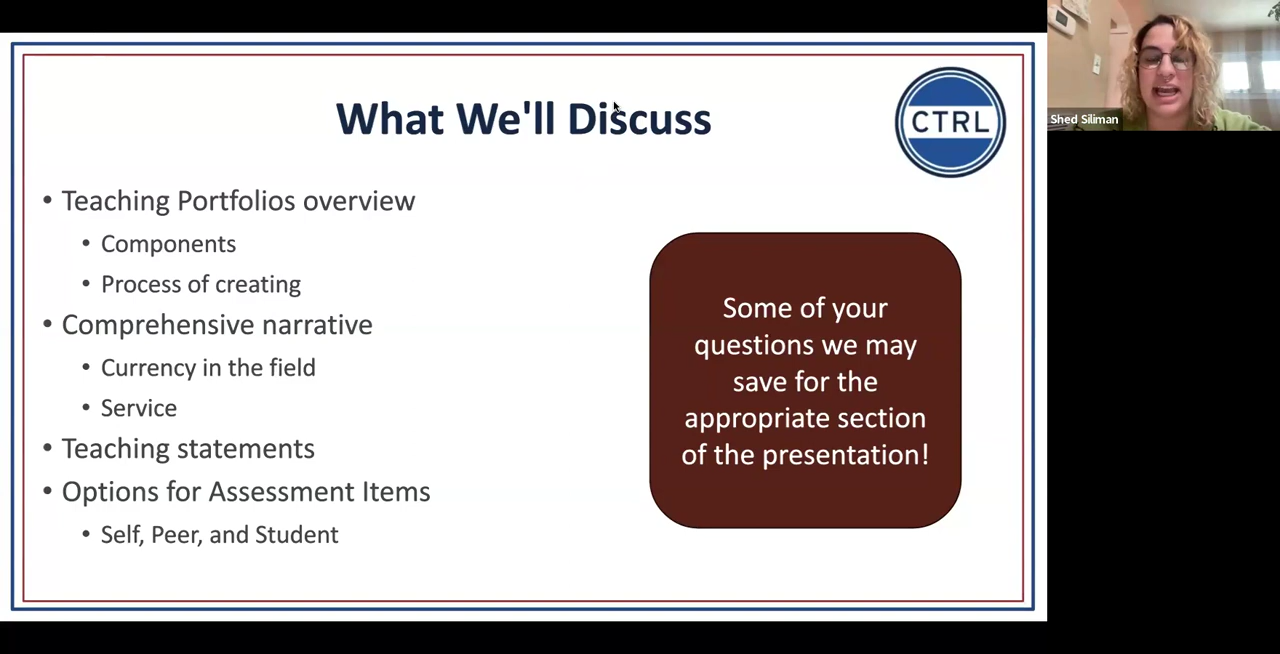 What We'll Discuss
CTRL
• Teaching Portfolios overview
• Components
• Process of creating
• Comprehensive narrative
• Currency in the field
• Service
• Teaching statements
• Options for Assessment Items
• Self, Peer, and Student
Some of your
questions we may
save for the
appropriate section
of the presentation!
Shed Siliman